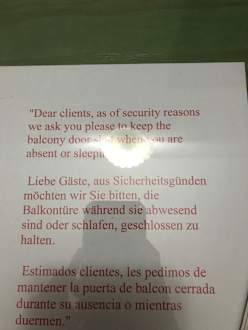 "Dear clients, as of security reasons
we ask you please to keep the
balcony door when you are
absent or sleeping
Liebe Gäste, aus Sicherheitsgünden
möchten wir Sie bitten, die
Balkontüre während sie abwesend
sind oder schlafen, geschlossen zu
halten.
Estimados clientes, les pedimos de
mantener la puerta de balcon cerrada
durante su ausencia o mientras
duermen."